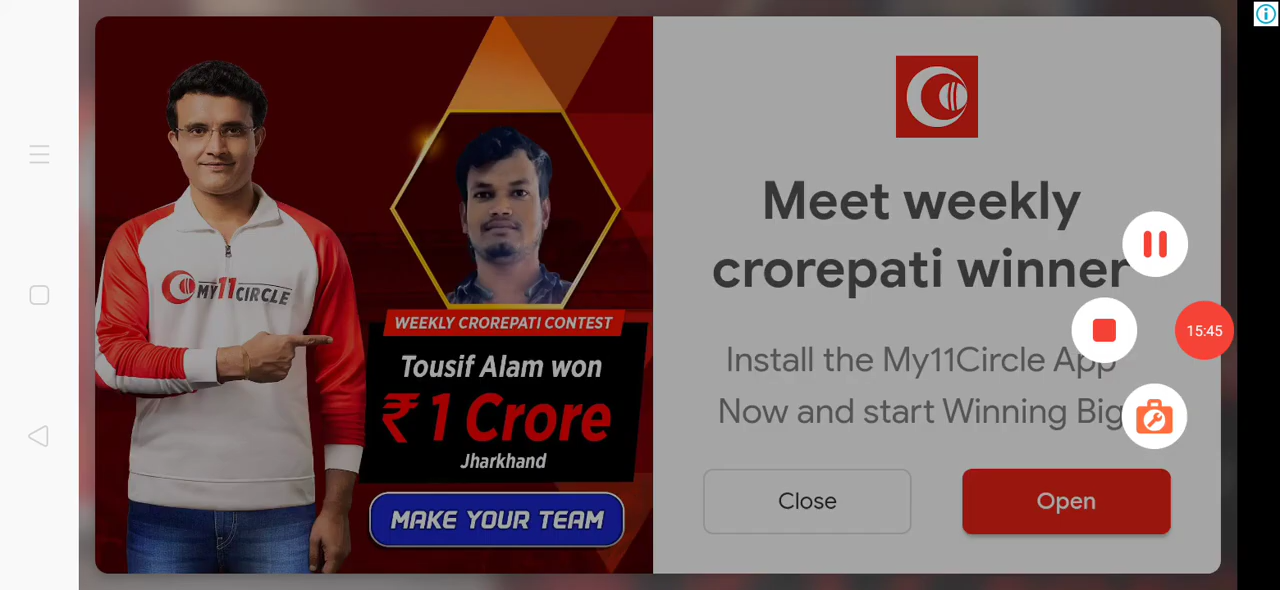 MY11CIRCLE
WEEKLY CROREPATI CONTEST
Tousif Alam won
₹ 1 Crore
Jharkhand
MAKE YOUR TEAM
Meet weekly
crorepati winner
Install the My11Circle App
Now and start Winning Big
Close
Open
15:45